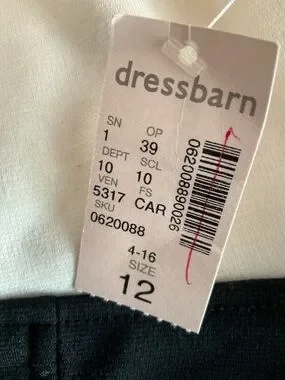 dressbarn
SN OP
1 39
DEPT SCL
10 10
VEN FS
5317 CAR
SKU
0620088
062008890026
4-16
SIZE
12